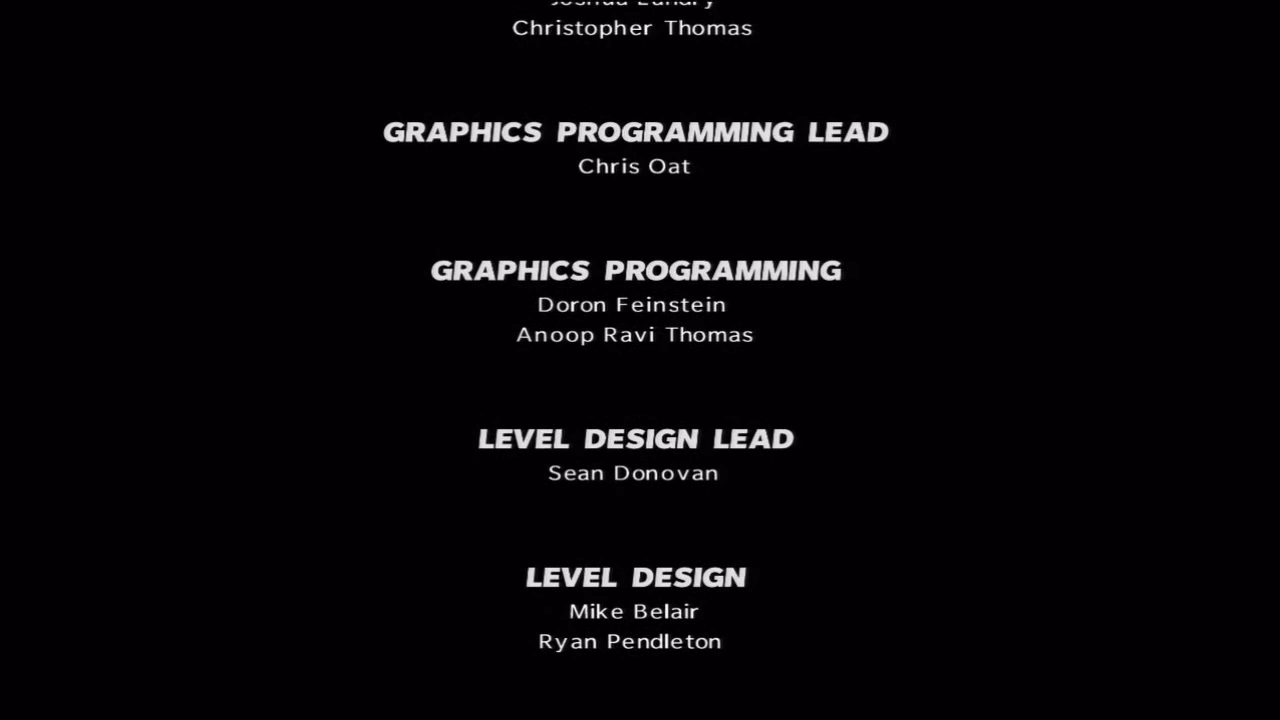 Christopher Thomas
GRAPHICS PROGRAMMING LEAD
Chris Oat
GRAPHICS PROGRAMMING
Doron Feinstein
Anoop Ravi Thomas
LEVEL DESIGN LEAD
Sean Donovan
LEVEL DESIGN
Mike Belair
Ryan Pendleton